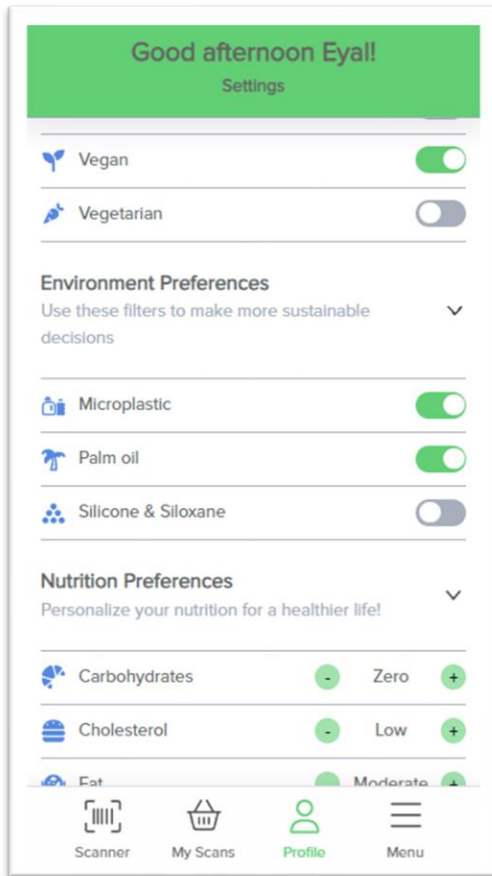 Good afternoon Eyal!
Settings
Vegan
Vegetarian
Environment Preferences
Use these filters to make more sustainable
decisions
Microplastic
Palm oil
Silicone & Siloxane
Nutrition Preferences
Personalize your nutrition for a healthier life!
Carbohydrates - Zero +
Cholesterol - Low +
Fat Moderate +
Scanner My Scans Profile Menu